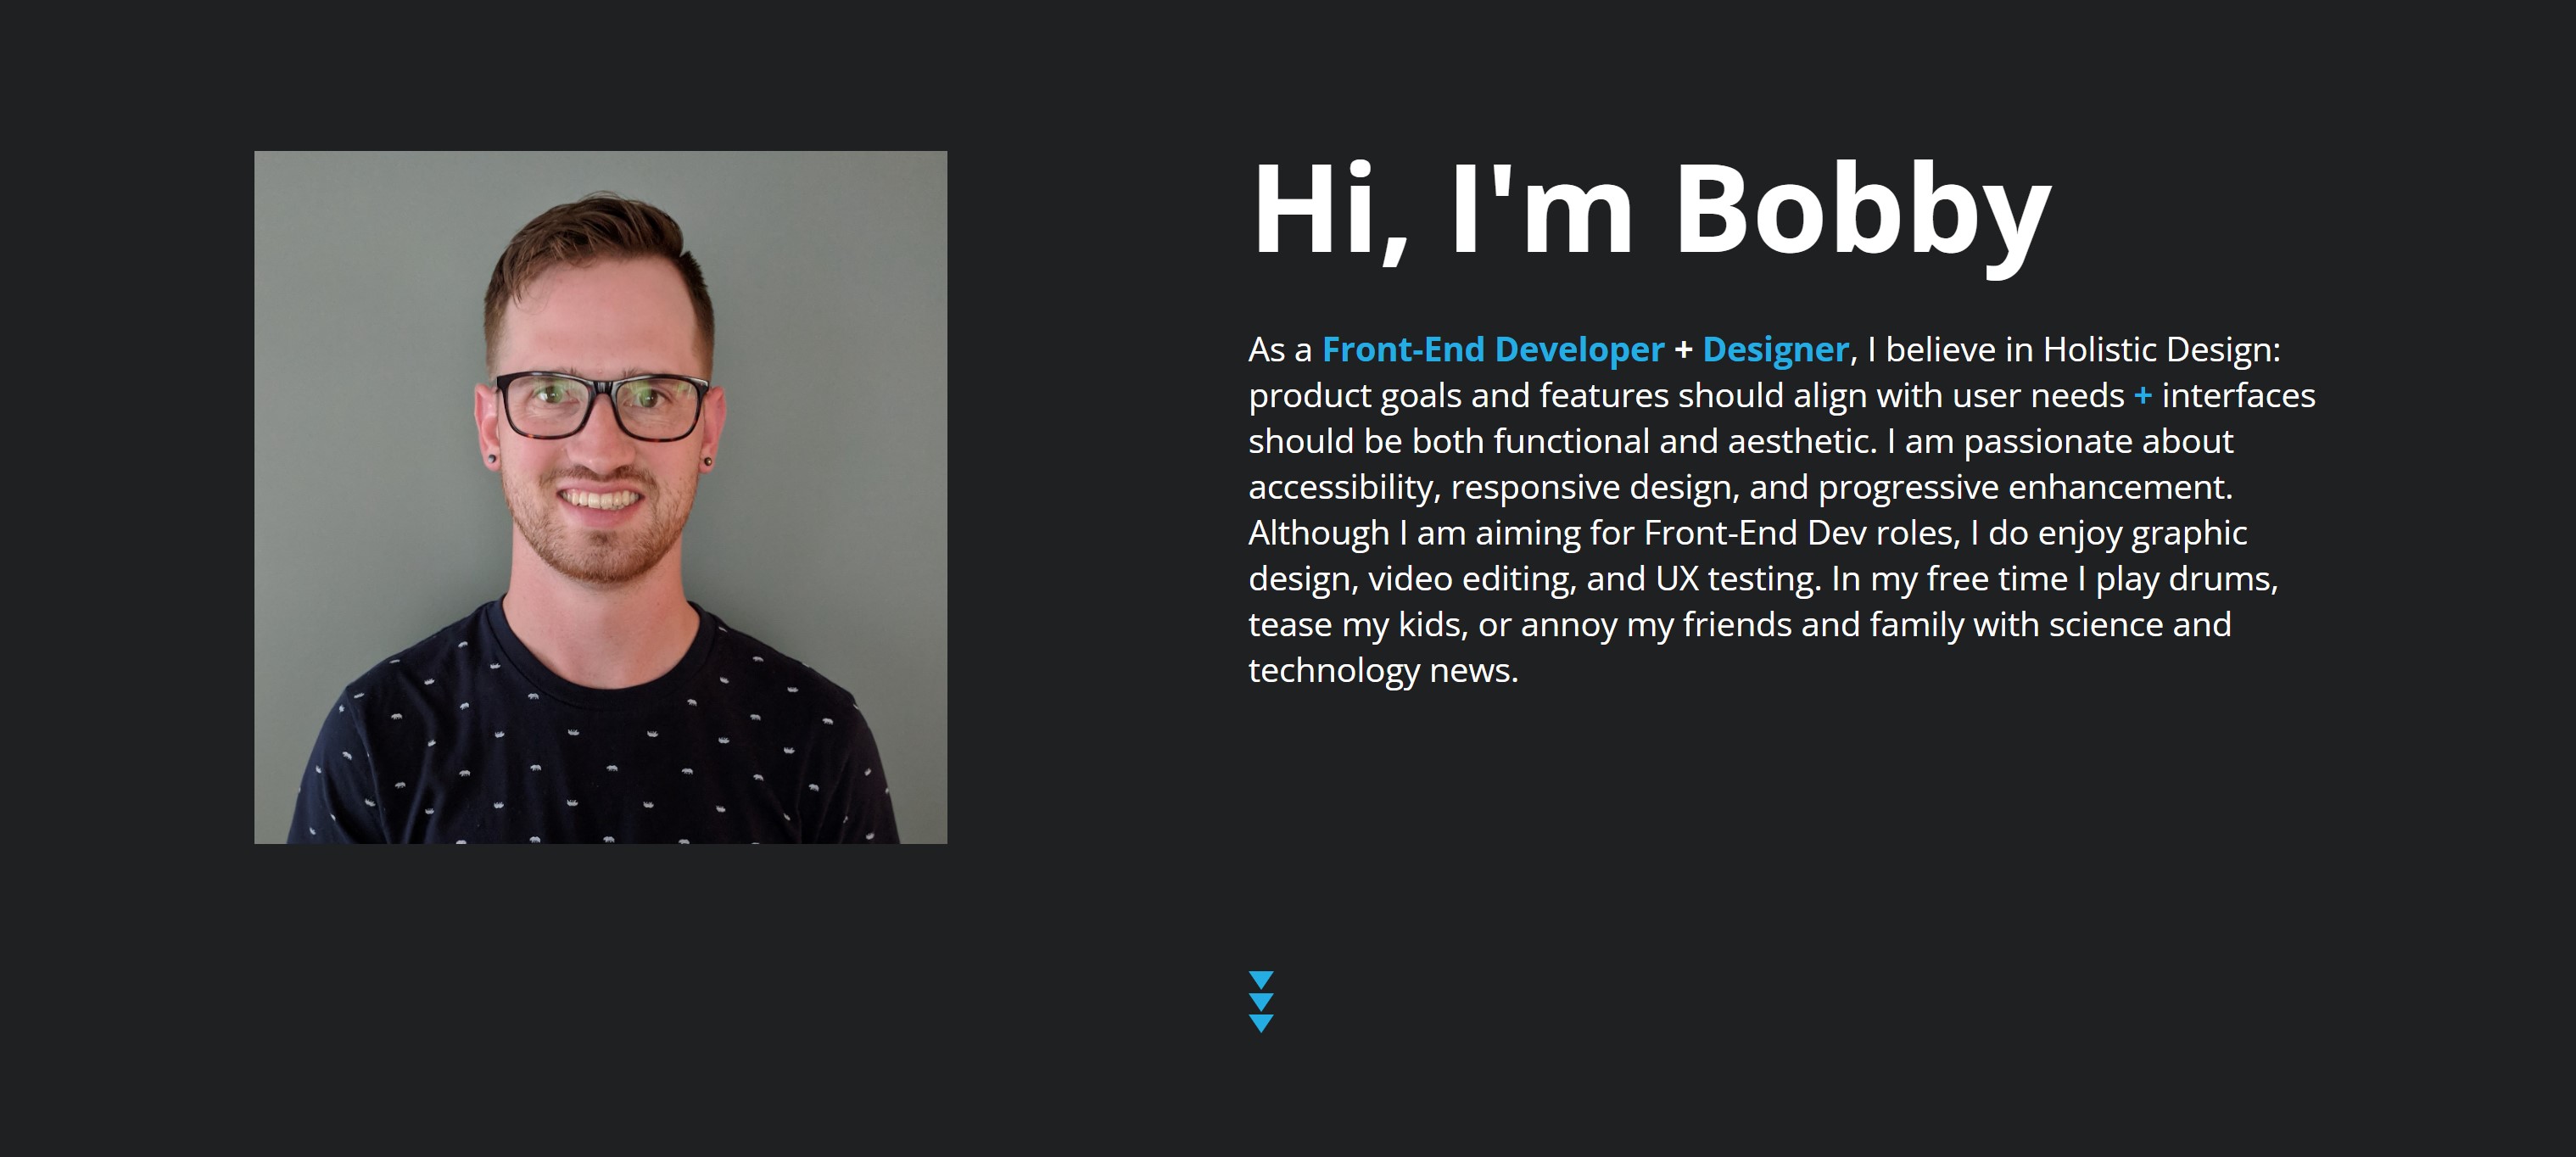 Hi, I'm Bobby
As a Front-End Developer + Designer, I believe in Holistic Design:
product goals and features should align with user needs + interfaces
should be both functional and aesthetic. I am passionate about
accessibility, responsive design, and progressive enhancement.
Although I am aiming for Front-End Dev roles, I do enjoy graphic
design, video editing, and UX testing. In my free time I play drums,
tease my kids, or annoy my friends and family with science and
technology news.